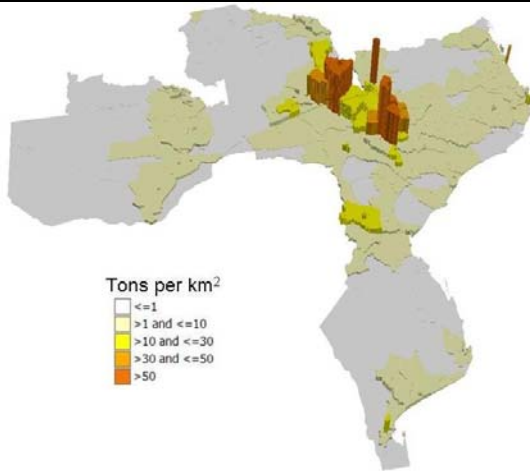 Tons per km²
<=1
>1 and <=10
>10 and <=30
>30 and <=50
>50